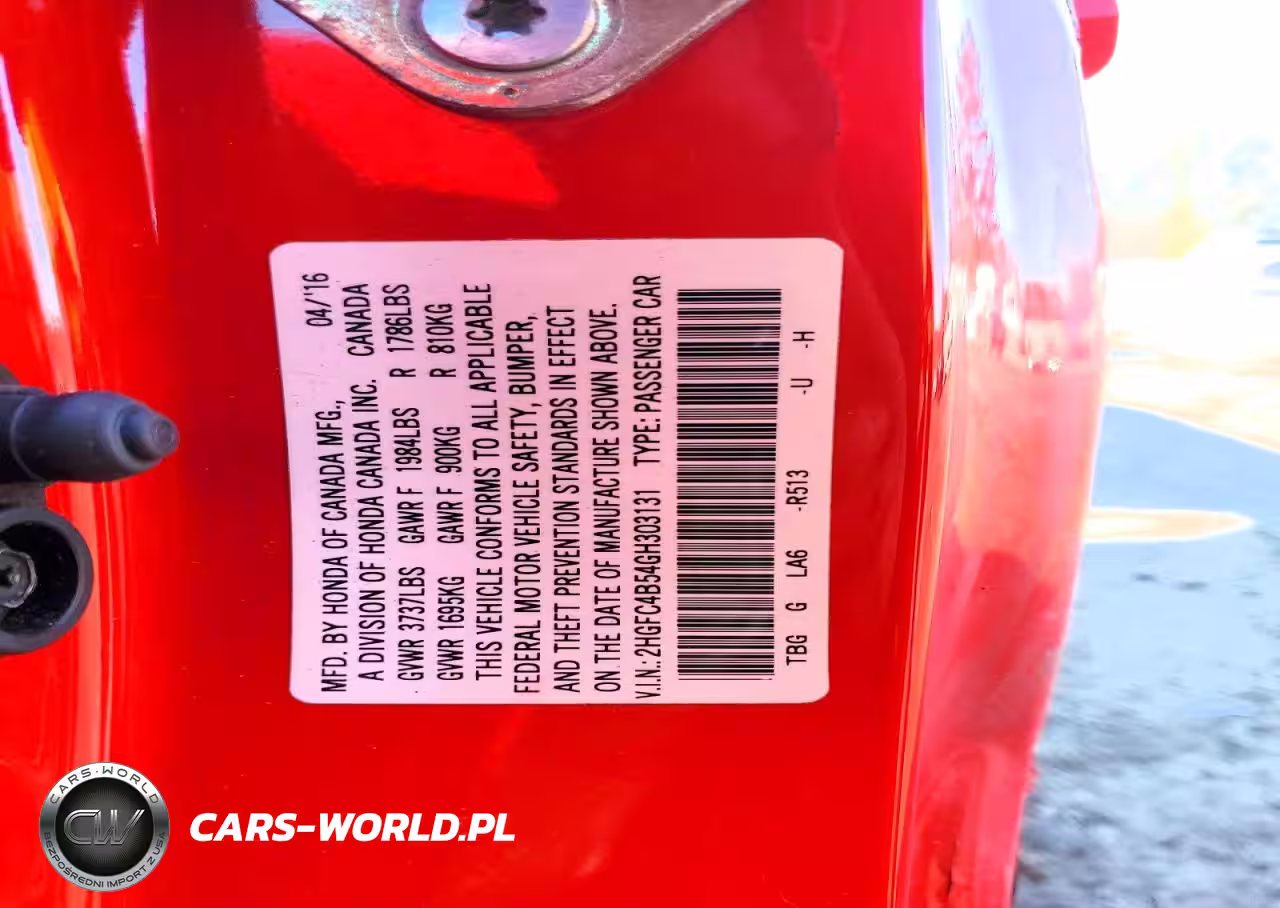 MFD. BY HONDA OF CANADA MFG., 04/'16
A DIVISION OF HONDA CANADA INC. CANADA
GVWR 3737LBS GAWR F 1984LBS R 1786LBS
GVWR 1695KG GAWR F 900KG R 810KG
THIS VEHICLE CONFORMS TO ALL APPLICABLE
FEDERAL MOTOR VEHICLE SAFETY, BUMPER,
AND THEFT PREVENTION STANDARDS IN EFFECT
ON THE DATE OF MANUFACTURE SHOWN ABOVE.
V.I.N.: 2HGFC4B54GH303131 TYPE: PASSENGER CAR
TBG G LA6 -R513 -U -H
CARS-WORLD
CW
BEZPOŚREDNI IMPORT Z USA
CARS-WORLD.PL